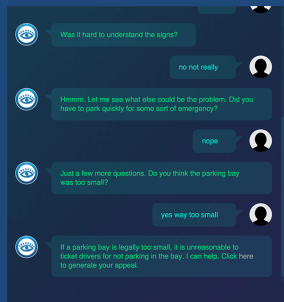 Was it hard to understand the signs?
no not really
Hmmm. Let me see what else could be the problem. Did you
have to park quickly for some sort of emergency?
nope
Just a few more questions. Do you think the parking bay
was too small?
yes way too small
If a parking bay is legally too small, it is unreasonable to
ticket drivers for not parking in the bay. I can help. Click here
to generate your appeal.